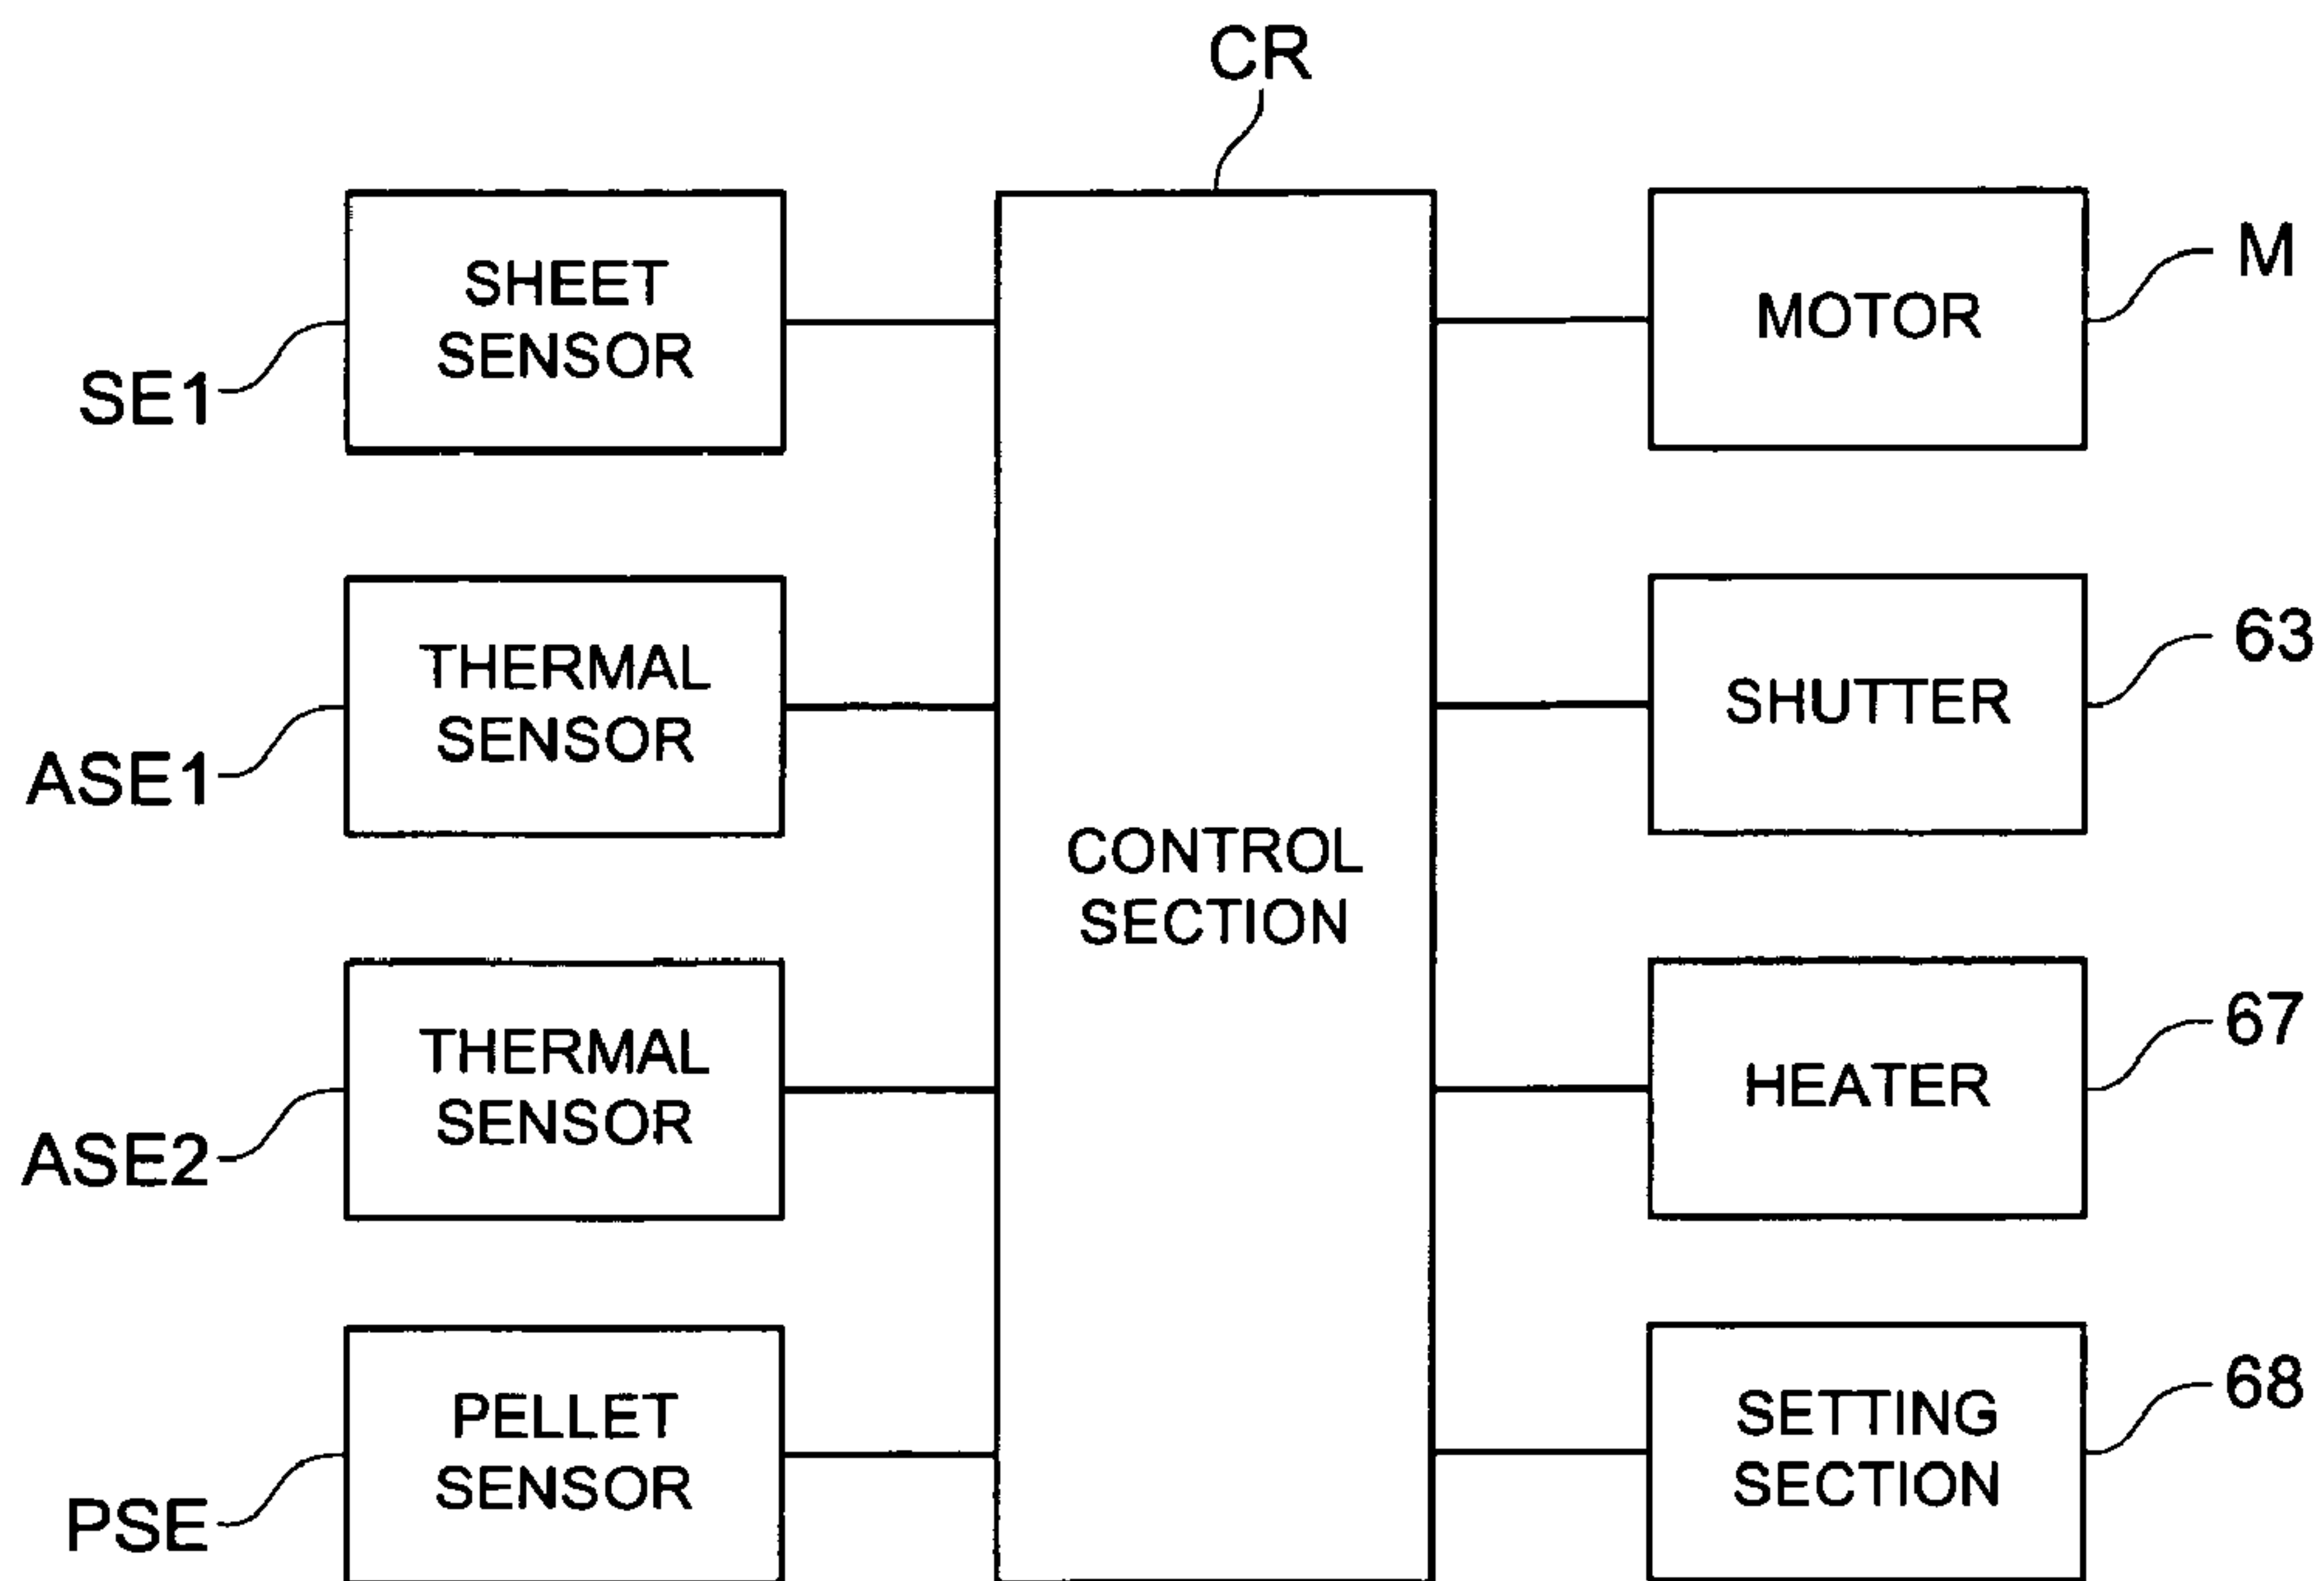 CR
SHEET
SENSOR
SE1
MOTOR
M
THERMAL
SENSOR
ASE1
SHUTTER
63
CONTROL
SECTION
THERMAL
SENSOR
ASE2
HEATER
67
PELLET
SENSOR
PSE
SETTING
SECTION
68